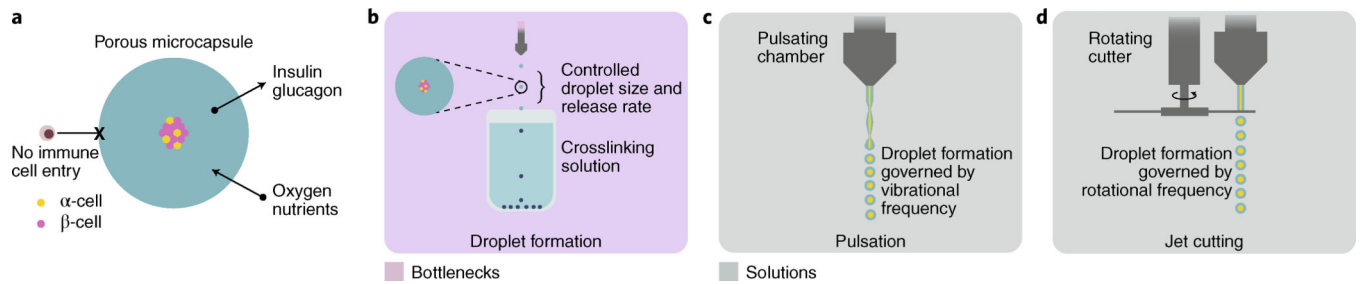 a
Porous microcapsule
Insulin
glucagon
X
No immune
cell entry
Oxygen
nutrients
α-cell
β-cell
b
Controlled
droplet size and
release rate
Crosslinking
solution
Droplet formation
Bottlenecks
c
Pulsating
chamber
Droplet formation
governed by
vibrational
frequency
Pulsation
Solutions
d
Rotating
cutter
Droplet formation
governed by
rotational frequency
Jet cutting